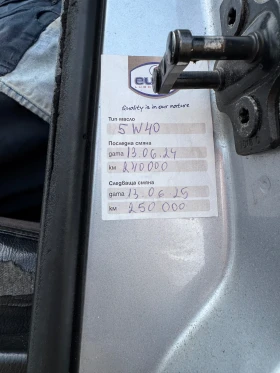 Quality is in our nature
Тип масло
5W40
Последна смяна
дата 13.06.24
км 240000
Следваща смяна
дата 13.06.25
км 250 000